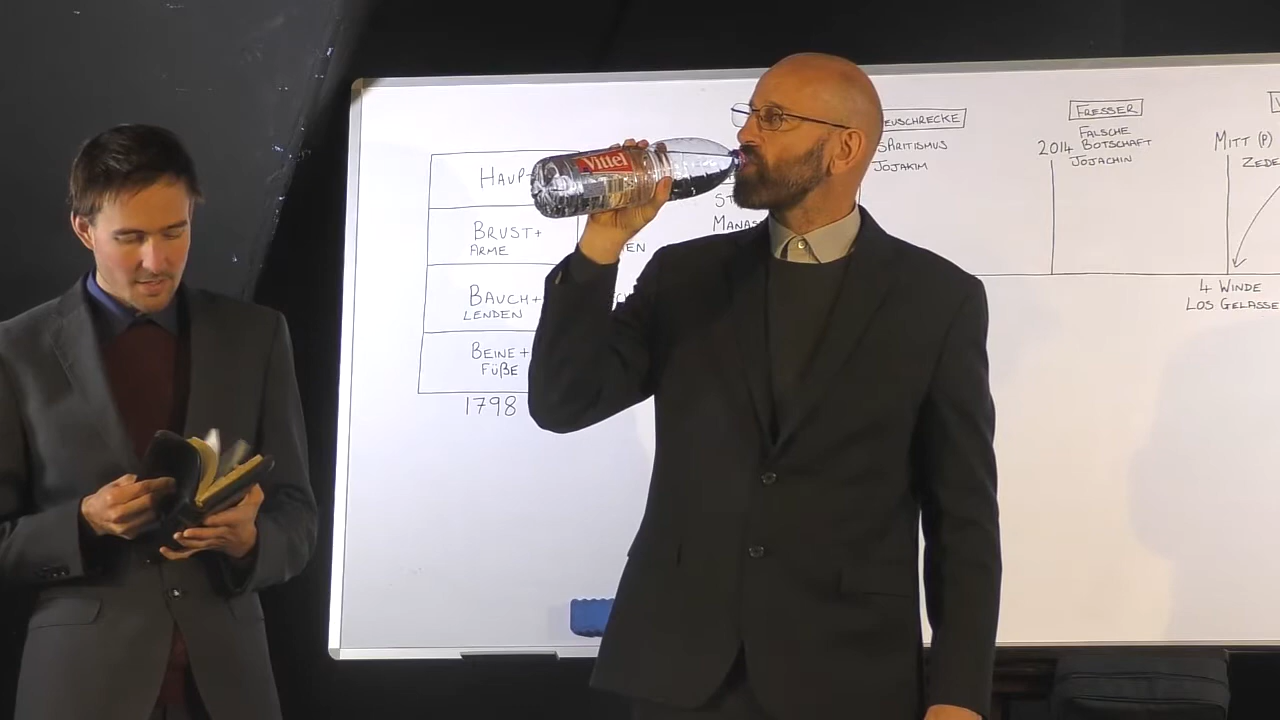 Vittel
HAUP
BRUST+
ARME
BAUCH+
LENDEN
BEINE+
FÜßE
1798
ST
MANAS
EN
EUSCHRECKE
SPIRITISMUS
JOJAKIM
FRESSER
2014
FALSCHE
BOTSCHAFT
JOJACHIN
MITT (P)
ZEDE
4 WINDE
LOS GELASSE